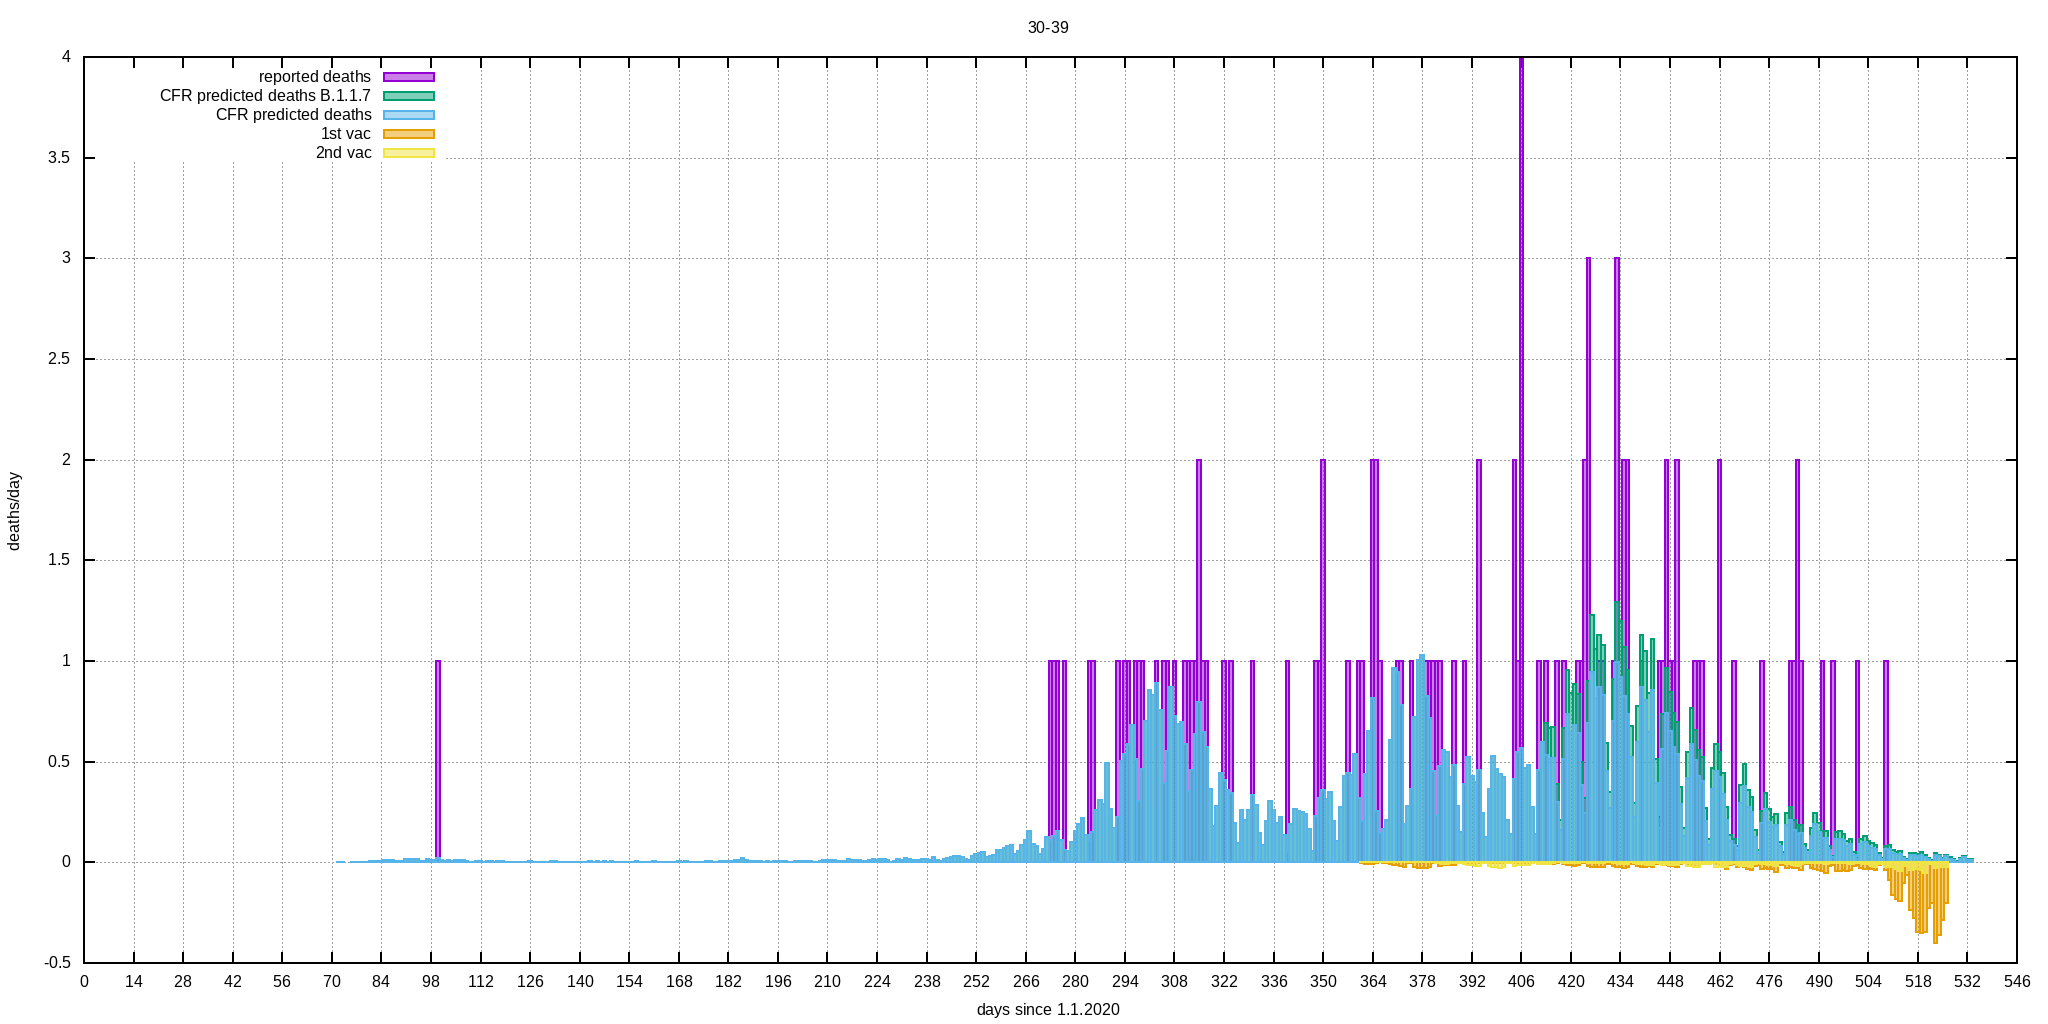 30-39
4
3.5
3
2.5
2
1.5
1
0.5
0
-0.5
reported deaths
CFR predicted deaths B.1.1.7
CFR predicted deaths
1st vac
2nd vac
deaths/day
0 14 28 42 56 70 84 98 112 126 140 154 168 182 196 210 224 238 252 266 280 294 308 322 336 350 364 378 392 406 420 434 448 462 476 490 504 518 532 546
days since 1.1.2020